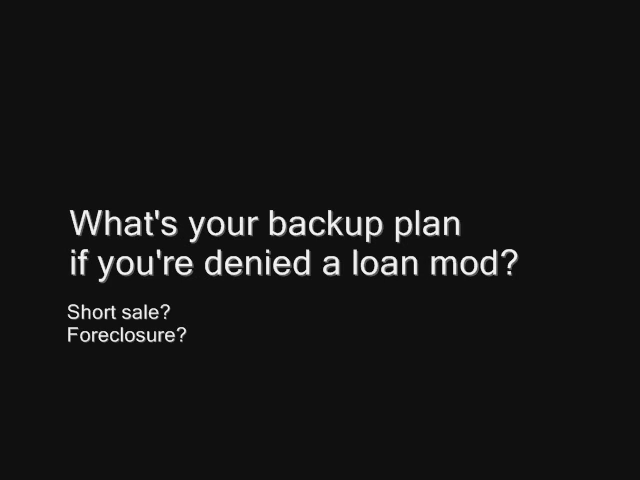 What's your backup plan
if you're denied a loan mod?
Short sale?
Foreclosure?